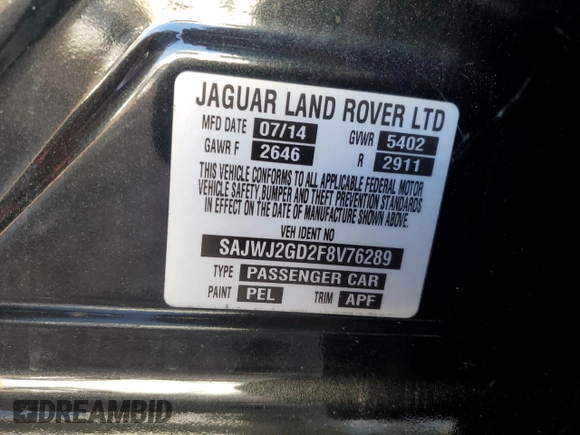 JAGUAR LAND ROVER LTD
MFD DATE 07/14 GVWR 5402
GAWR F 2646 R 2911
THIS VEHICLE CONFORMS TO ALL APPLICABLE FEDERAL MOTOR
VEHICLE SAFETY, BUMPER AND THEFT PREVENTION STANDARDS
IN EFFECT ON THE DATE OF MANUFACTURE SHOWN ABOVE.
VEH IDENT NO
SAJWJ2GD2F8V76289
TYPE PASSENGER CAR
PAINT PEL TRIM APF
DREAMBID